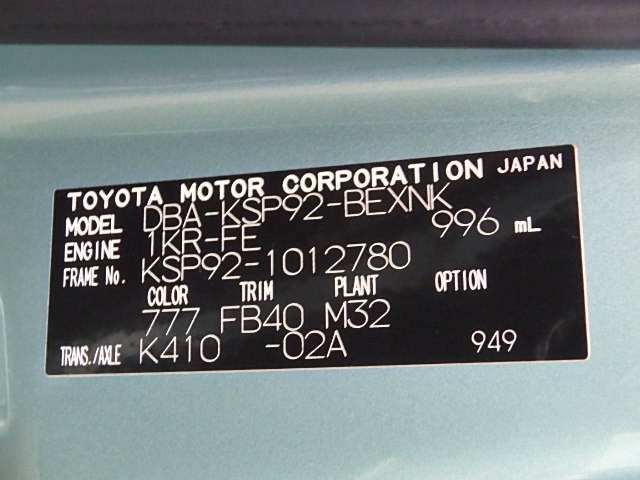 TOYOTA MOTOR CORPORATION JAPAN
MODEL DBA-KSP92-BEXNK
ENGINE 1KR-FE 996 mL
FRAME No. KSP92-1012780
COLOR TRIM PLANT OPTION
777 FB40 M32
TRANS./AXLE K410 -02A 949